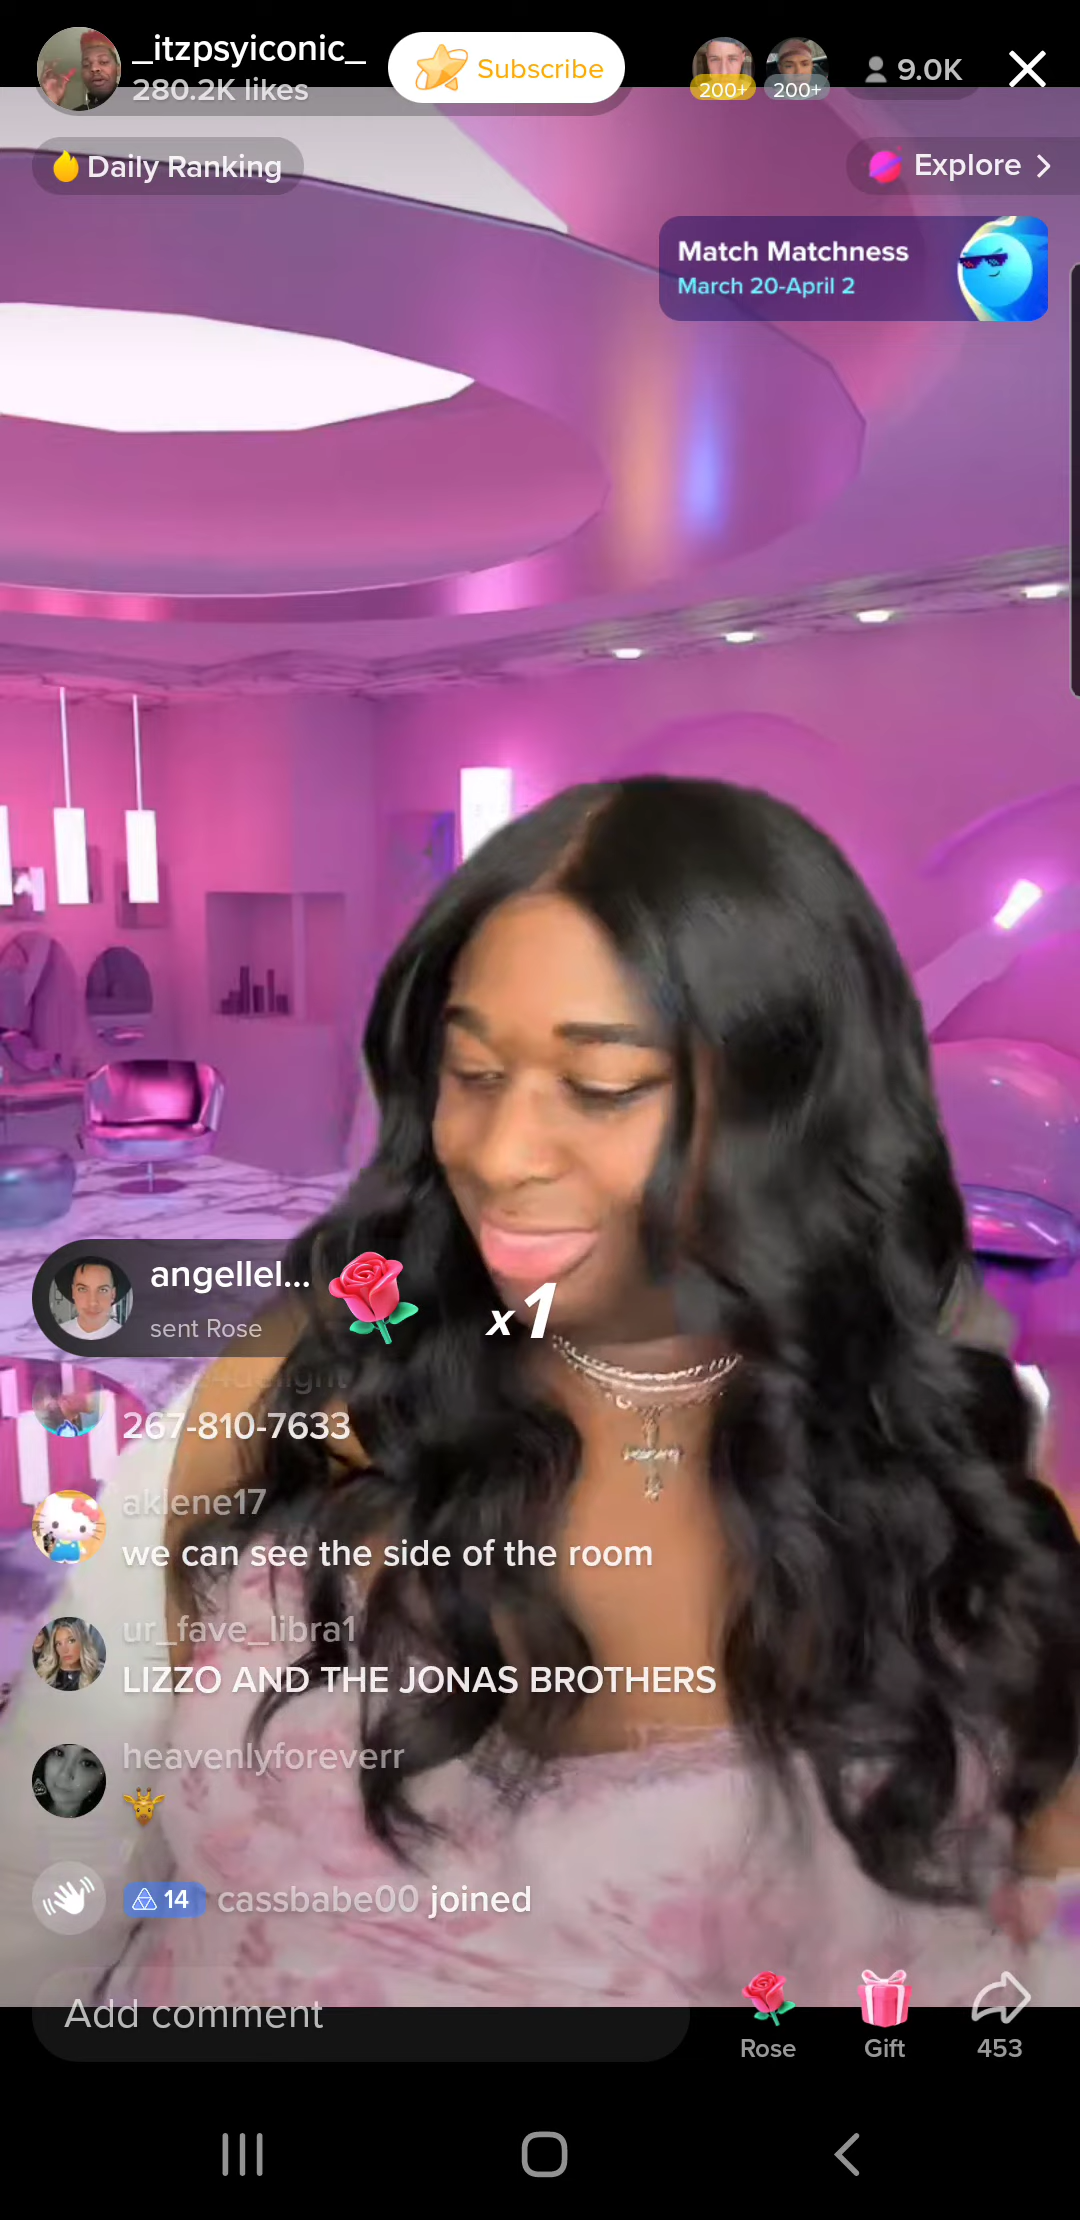 _itzpsyiconic_
280.2K likes
Subscribe
200+
200+
9.0K
Daily Ranking
Explore
Match Matchness
March 20-April 2
angellel...
sent Rose
x1
267-810-7633
aklene17
we can see the side of the room
ur_fave_libra1
LIZZO AND THE JONAS BROTHERS
heavenlyforeverr
14 cassbabe00 joined
Add comment
Rose
Gift
453